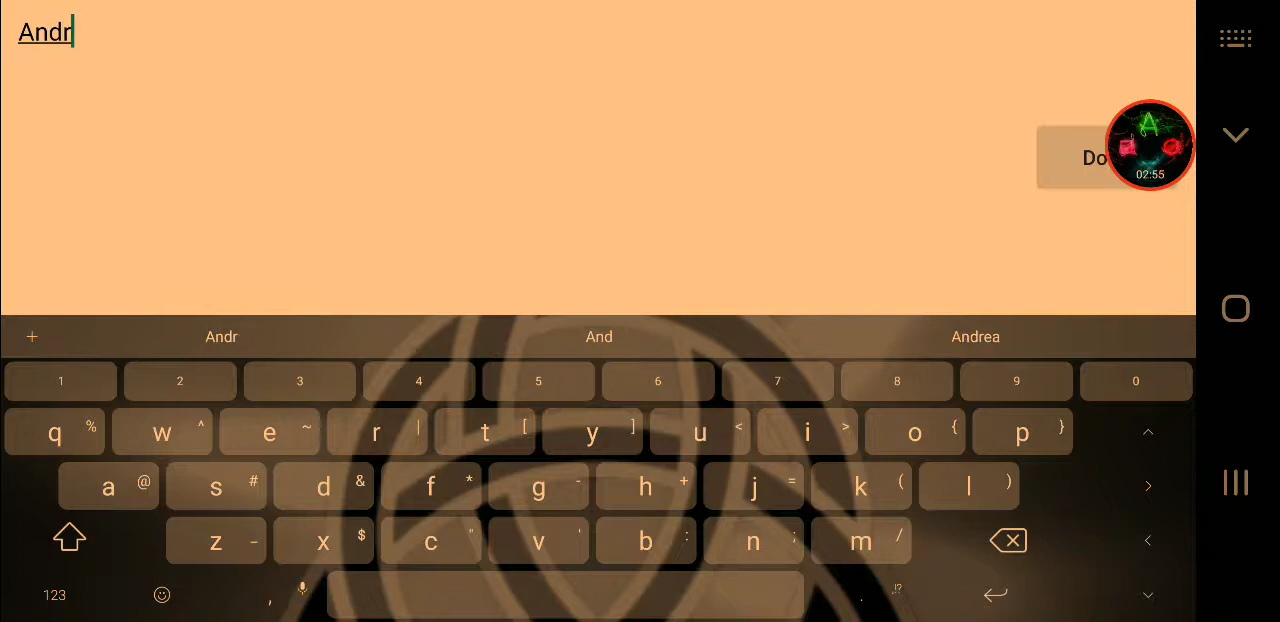 Andr
Do
A
02:55
+ Andr And Andrea
1 2 3 4 5 6 7 8 9 0
q % w ^ e ~ r | t [ y ] u < i > o { p }
a @ s # d & f * g - h + j = k ( l )
z _ x $ c " v ' b : n ; m /
123 , . !?